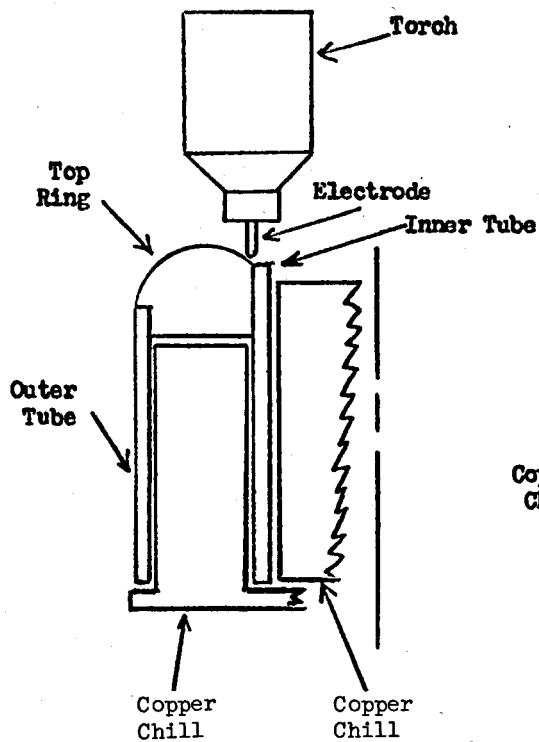 Torch
Top
Ring
Electrode
Inner Tube
Outer
Tube
Copper
Chill
Copper
Chill